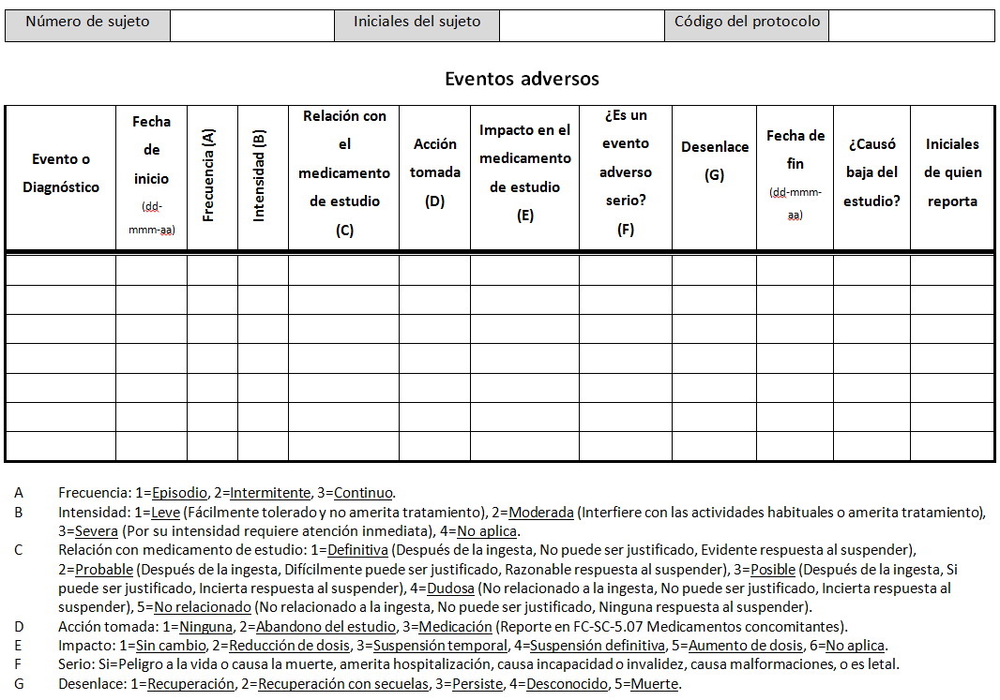 Número de sujeto Iniciales del sujeto Código del protocolo
Eventos adversos
Evento o
Diagnóstico
Fecha
de
inicio
(dd-
mmm-aa)
Frecuencia (A)
Intensidad (B)
Relación con
el
medicamento
de estudio
(C)
Acción
tomada
(D)
Impacto en el
medicamento
de estudio
(E)
¿Es un
evento
adverso
serio?
(F)
Desenlace
(G)
Fecha de
fin
(dd-mmm-
aa)
¿Causó
baja del
estudio?
Iniciales
de quien
reporta
A Frecuencia: 1=Episodio, 2=Intermitente, 3=Continuo.
B Intensidad: 1=Leve (Fácilmente tolerado y no amerita tratamiento), 2=Moderada (Interfiere con las actividades habituales o amerita tratamiento),
3=Severa (Por su intensidad requiere atención inmediata), 4=No aplica.
C Relación con medicamento de estudio: 1=Definitiva (Después de la ingesta, No puede ser justificado, Evidente respuesta al suspender),
2=Probable (Después de la ingesta, Difícilmente puede ser justificado, Razonable respuesta al suspender), 3=Posible (Después de la ingesta, Si
puede ser justificado, Incierta respuesta al suspender), 4=Dudosa (No relacionado a la ingesta, No puede ser justificado, Incierta respuesta al
suspender), 5=No relacionado (No relacionado a la ingesta, No puede ser justificado, Ninguna respuesta al suspender).
D Acción tomada: 1=Ninguna, 2=Abandono del estudio, 3=Medicación (Reporte en FC-SC-5.07 Medicamentos concomitantes).
E Impacto: 1=Sin cambio, 2=Reducción de dosis, 3=Suspensión temporal, 4=Suspensión definitiva, 5=Aumento de dosis, 6=No aplica.
F Serio: Si=Peligro a la vida o causa la muerte, amerita hospitalización, causa incapacidad o invalidez, causa malformaciones, o es letal.
G Desenlace: 1=Recuperación, 2=Recuperación con secuelas, 3=Persiste, 4=Desconocido, 5=Muerte.